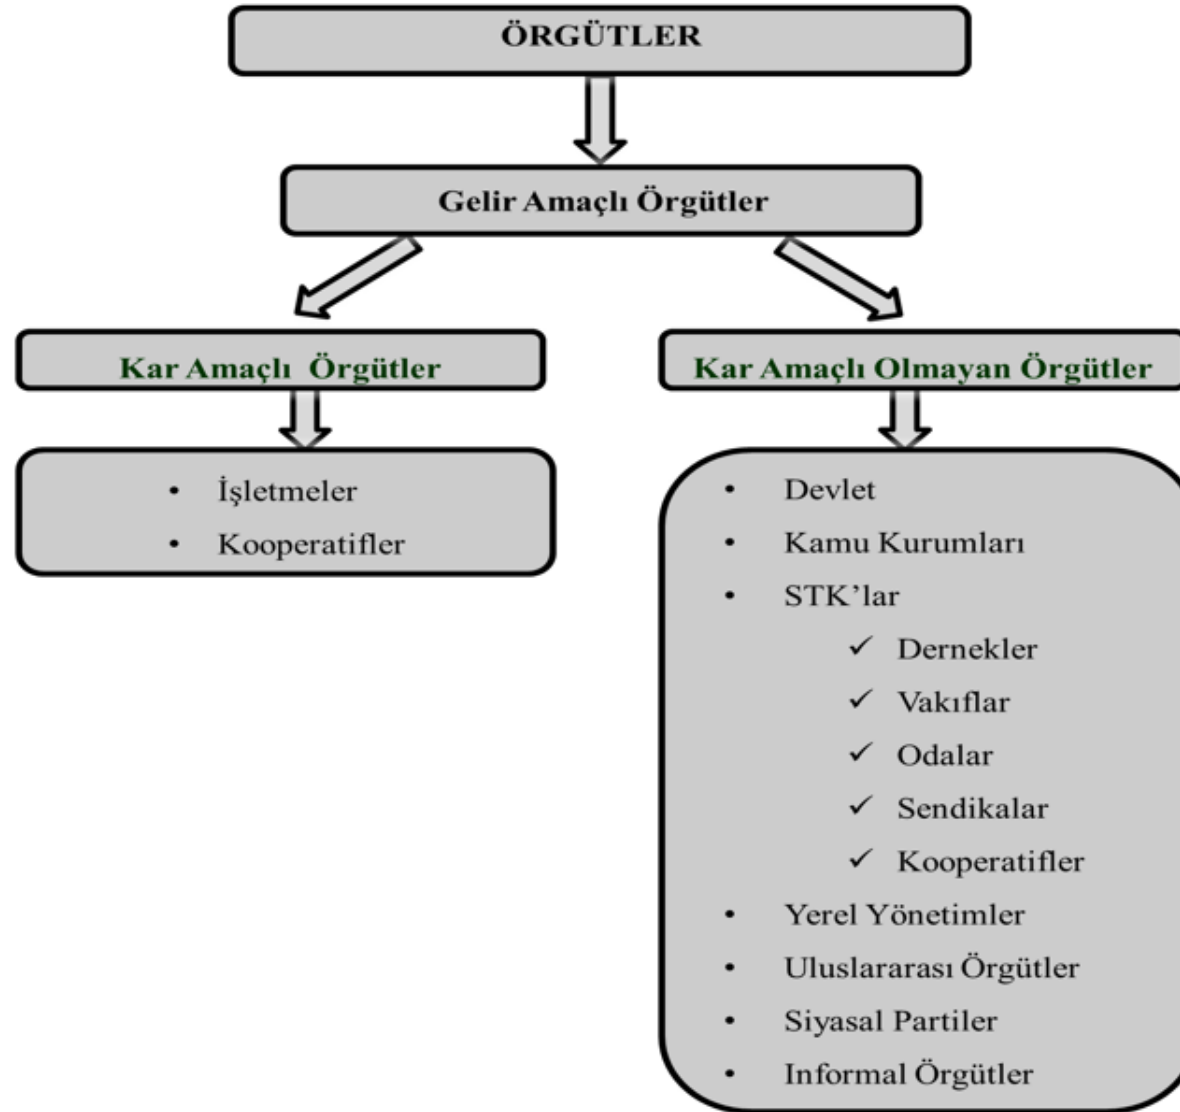 ÖRGÜTLER
Gelir Amaçlı Örgütler
Kar Amaçlı Örgütler
Kar Amaçlı Olmayan Örgütler
• İşletmeler
• Kooperatifler
• Devlet
• Kamu Kurumları
• STK’lar
✓ Dernekler
✓ Vakıflar
✓ Odalar
✓ Sendikalar
✓ Kooperatifler
• Yerel Yönetimler
• Uluslararası Örgütler
• Siyasal Partiler
• Informal Örgütler